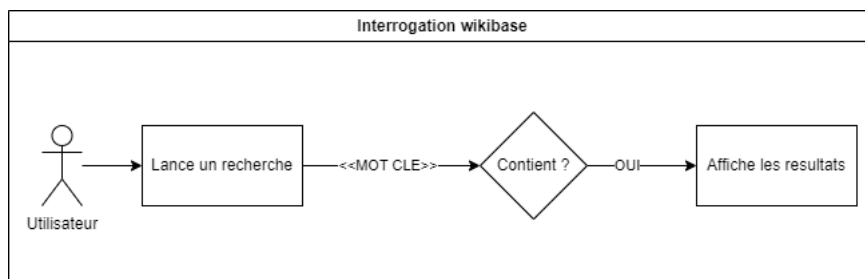 Interrogation wikibase
Utilisateur
Lance un recherche
<<MOT CLE>>
Contient ?
OUI
Affiche les resultats